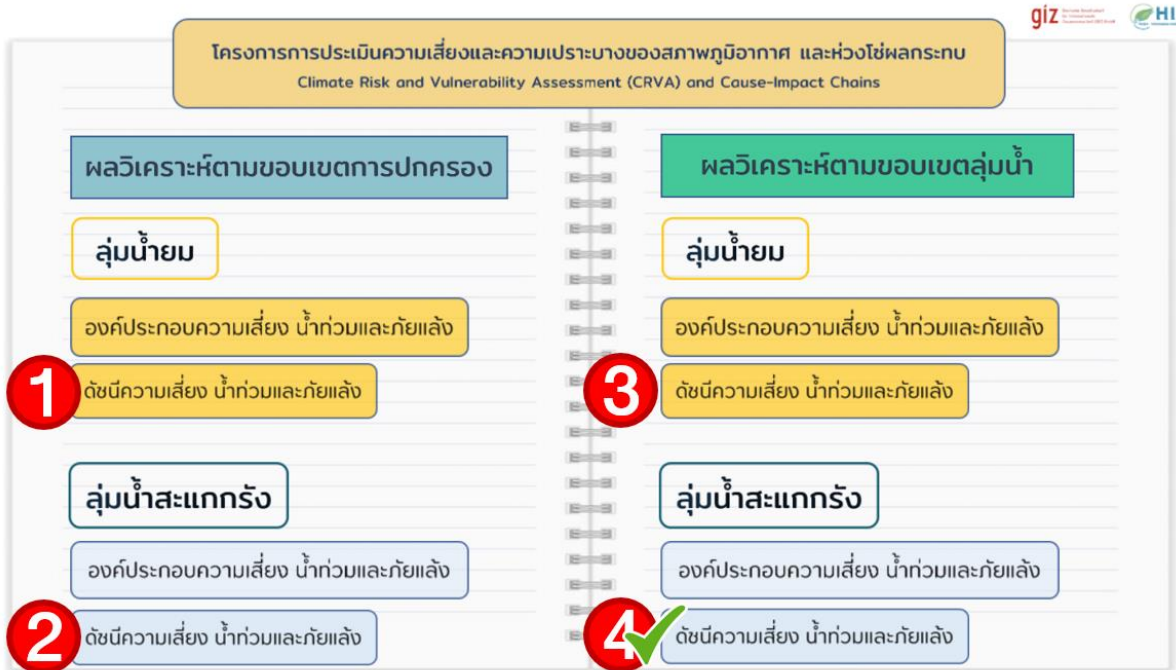 giz
HI
โครงการการประเมินความเสี่ยงและความเปราะบางของสภาพภูมิอากาศ และห่วงโซ่ผลกระทบ
Climate Risk and Vulnerability Assessment (CRVA) and Cause-Impact Chains
ผลวิเคราะห์ตามขอบเขตการปกครอง
ลุ่มน้ำยม
องค์ประกอบความเสี่ยง น้ำท่วมและภัยแล้ง
1 ดัชนีความเสี่ยง น้ำท่วมและภัยแล้ง
ลุ่มน้ำสะแกกรัง
องค์ประกอบความเสี่ยง น้ำท่วมและภัยแล้ง
2 ดัชนีความเสี่ยง น้ำท่วมและภัยแล้ง
ผลวิเคราะห์ตามขอบเขตลุ่มน้ำ
ลุ่มน้ำยม
องค์ประกอบความเสี่ยง น้ำท่วมและภัยแล้ง
3 ดัชนีความเสี่ยง น้ำท่วมและภัยแล้ง
ลุ่มน้ำสะแกกรัง
องค์ประกอบความเสี่ยง น้ำท่วมและภัยแล้ง
4 ดัชนีความเสี่ยง น้ำท่วมและภัยแล้ง